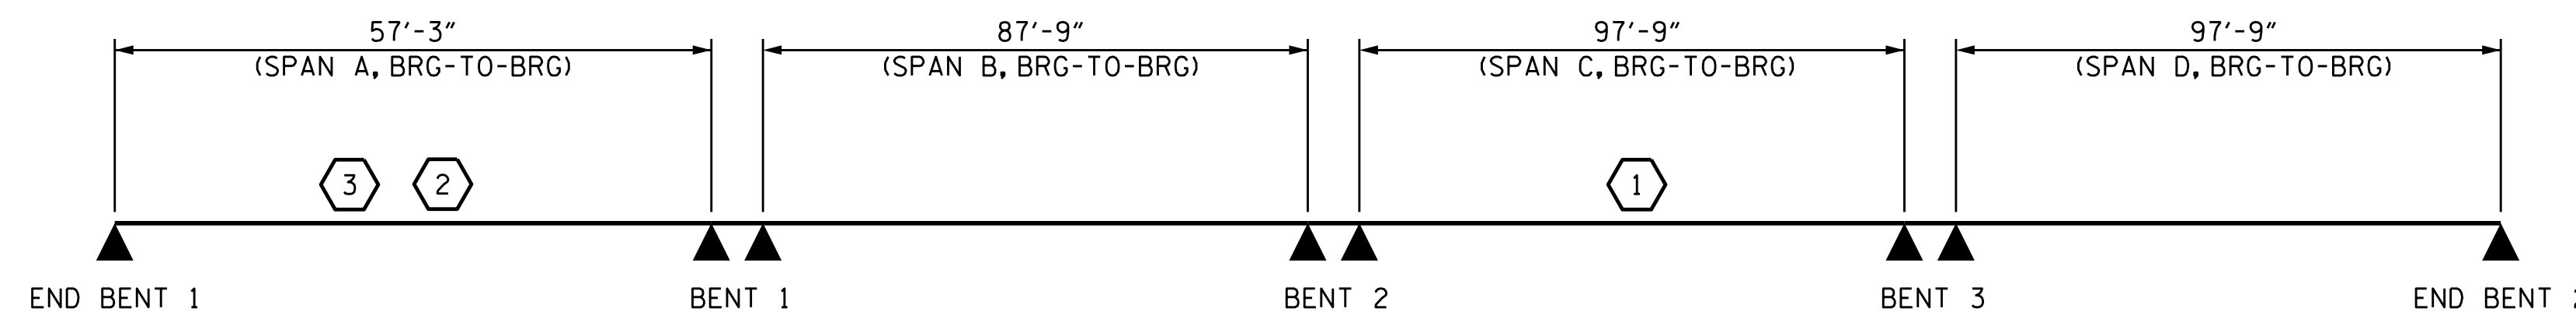 57'-3" 87'-9" 97'-9" 97'-9"
(SPAN A, BRG-TO-BRG) (SPAN B, BRG-TO-BRG) (SPAN C, BRG-TO-BRG) (SPAN D, BRG-TO-BRG)
3 2 1
END BENT 1 BENT 1 BENT 2 BENT 3 END BENT